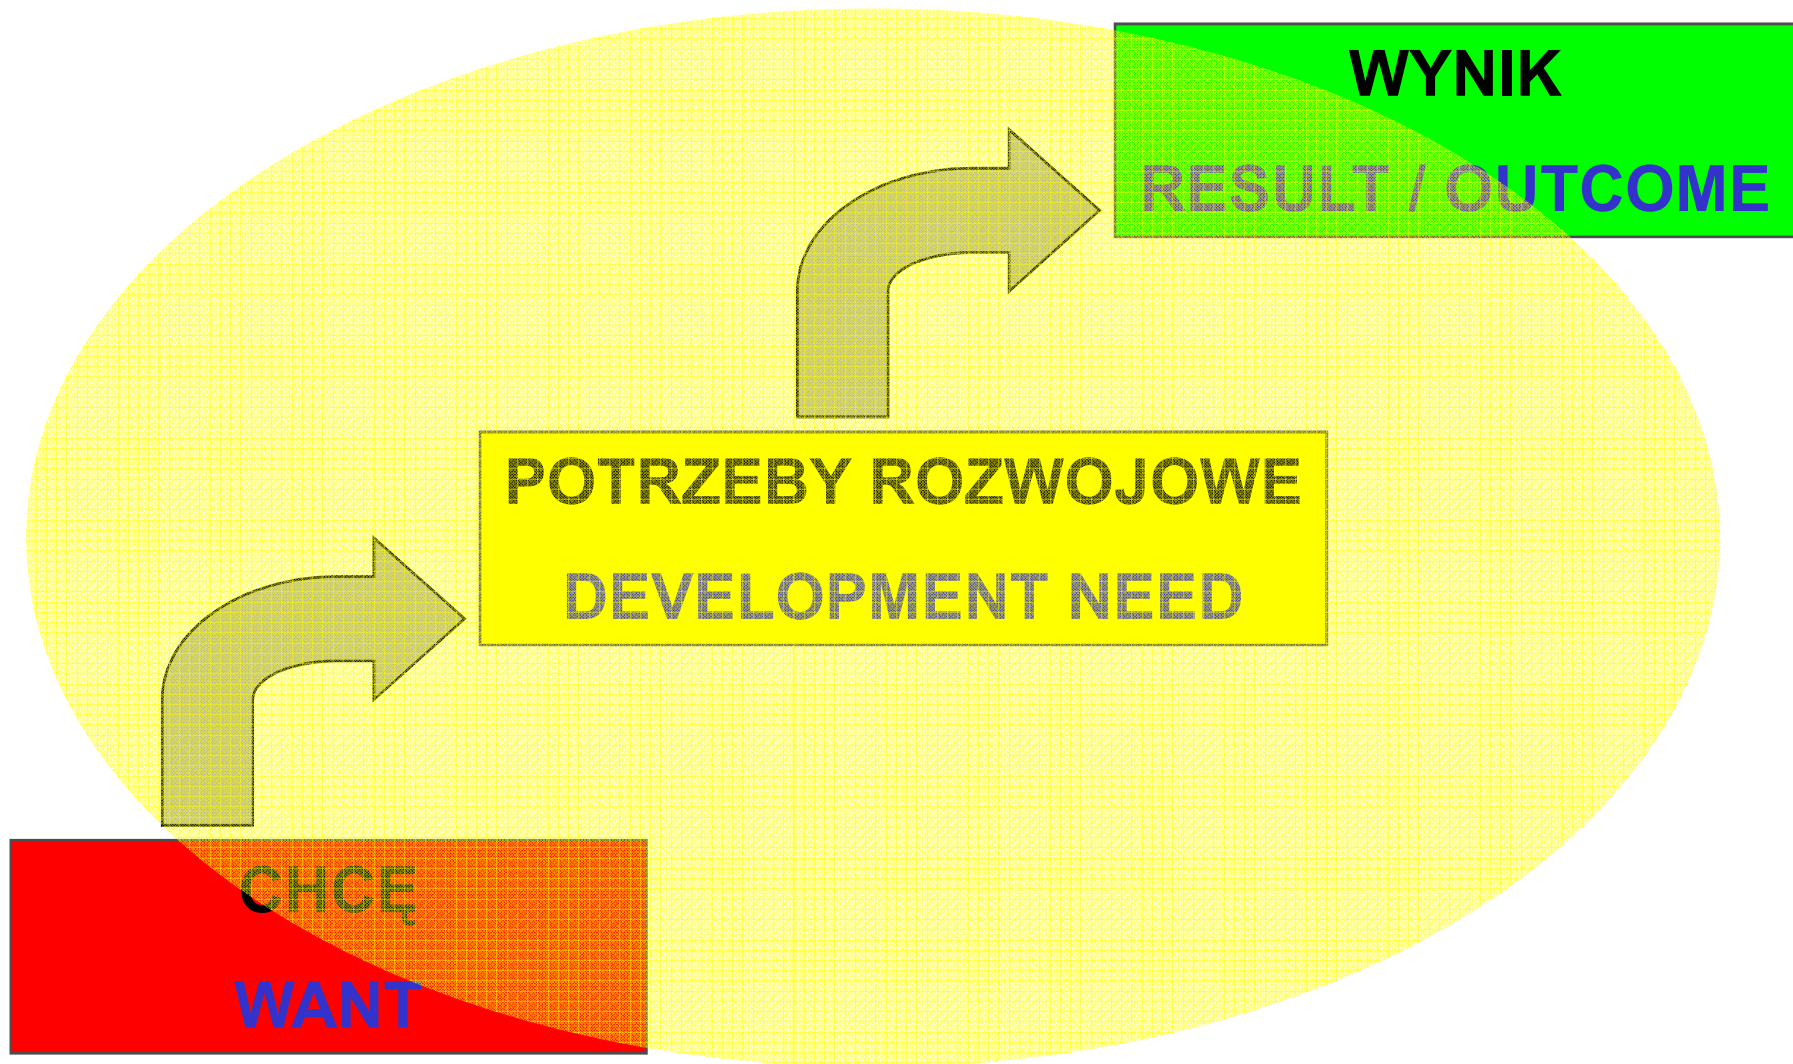 WYNIK
RESULT / OUTCOME
POTRZEBY ROZWOJOWE
DEVELOPMENT NEED
CHCĘ
WANT